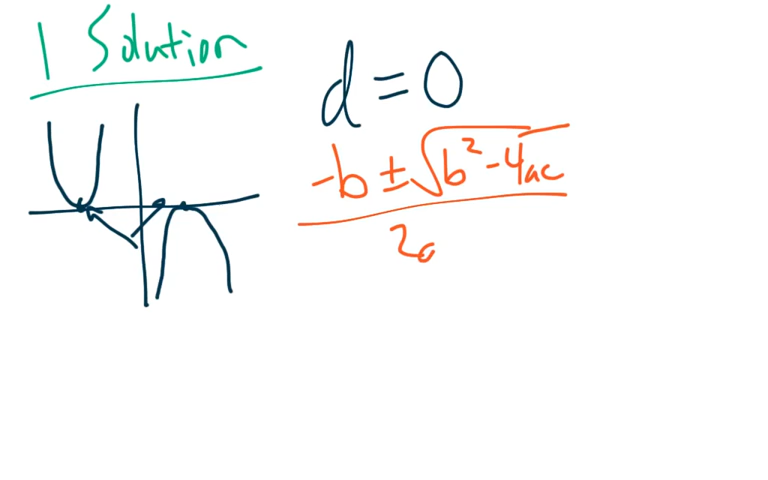 1 Solution
d = 0
-b ± √b² - 4ac
2a